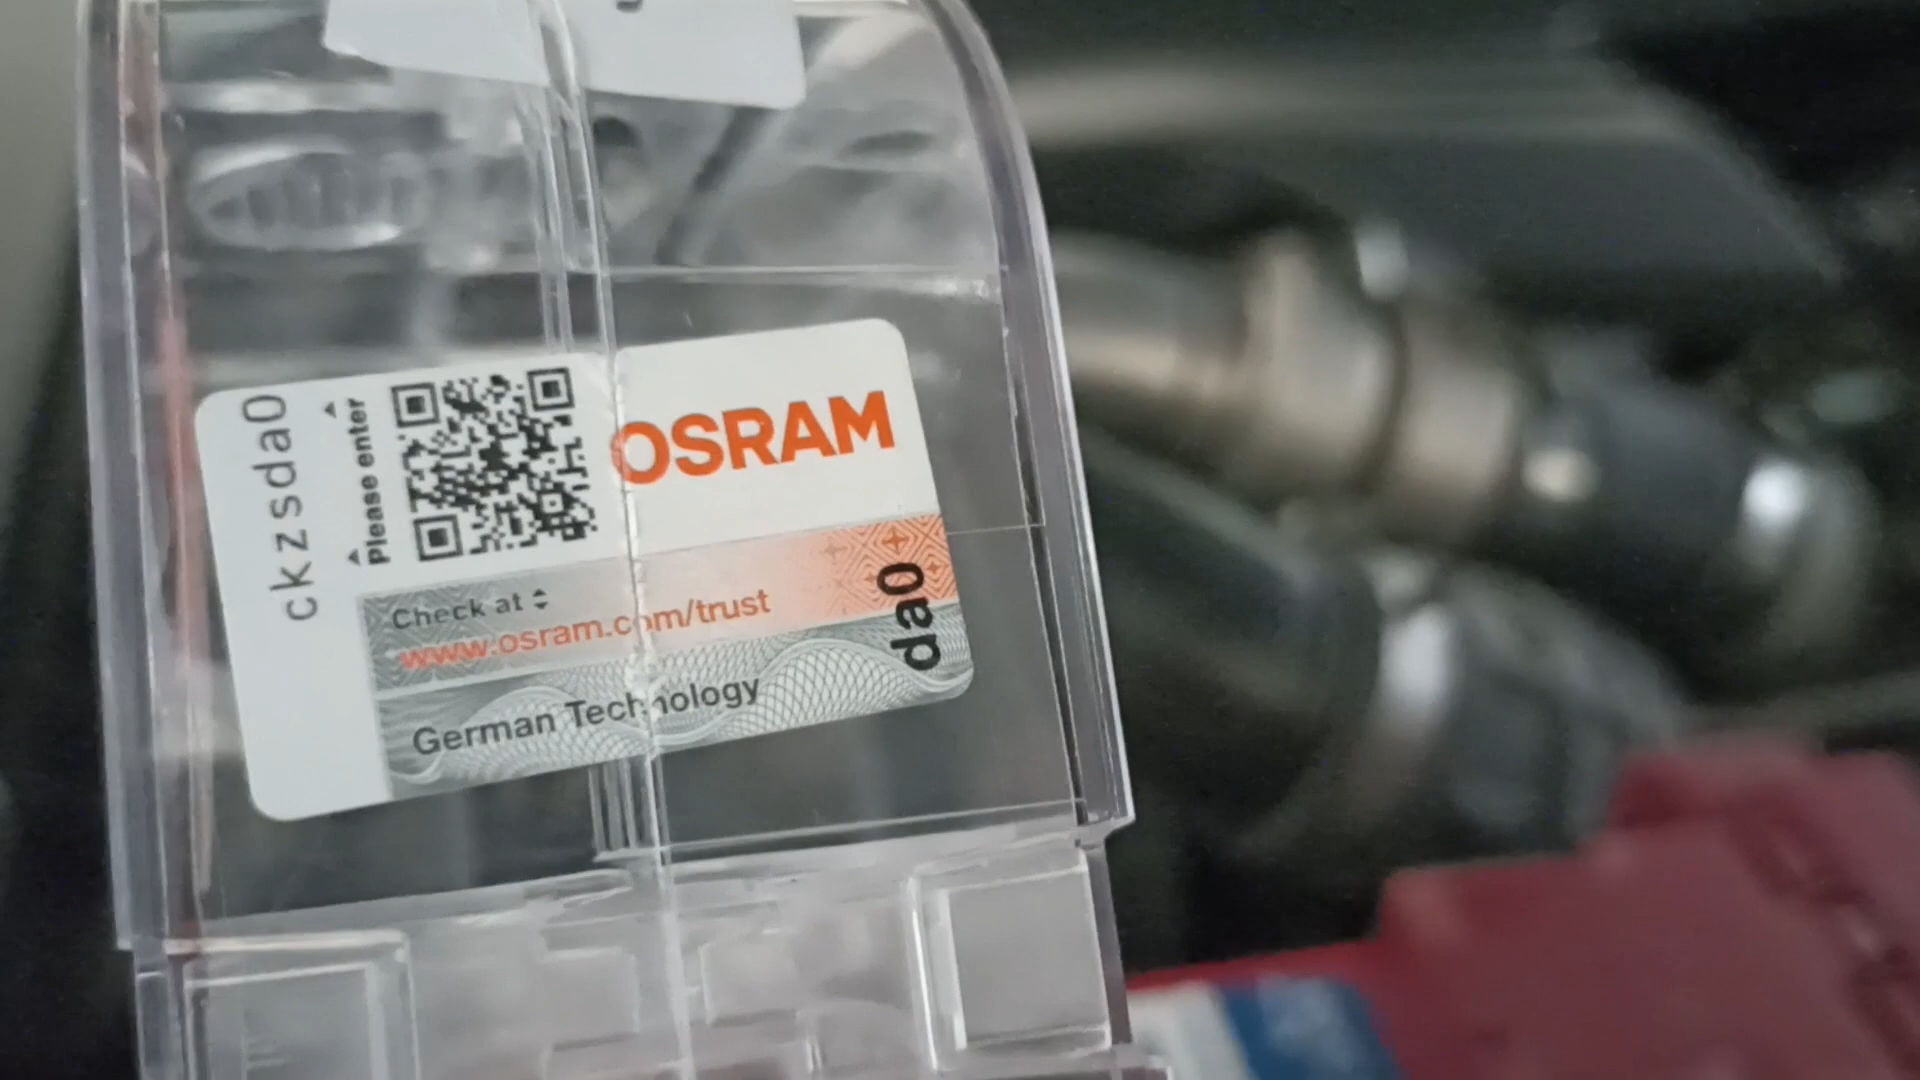 ckzsda0
Please enter
OSRAM
Check at
www.osram.com/trust
da0
German Technology